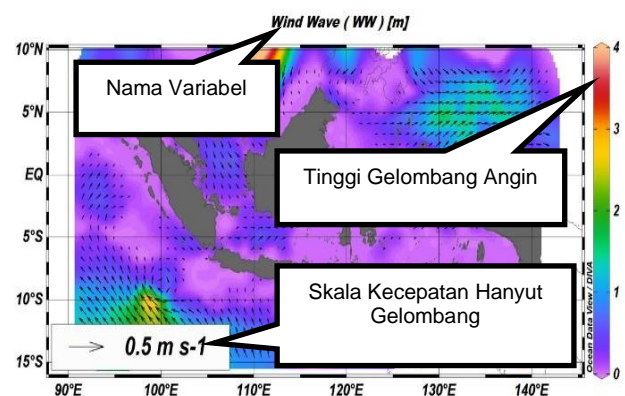 Wind Wave ( WW ) [m]
10°N
5°N
EQ
5°S
10°S
15°S
90°E
100°E
110°E
120°E
130°E
140°E
Nama Variabel
Tinggi Gelombang Angin
Skala Kecepatan Hanyut
Gelombang
0.5 m s-1
4
3
2
1
0
Ocean Data View / DIVA